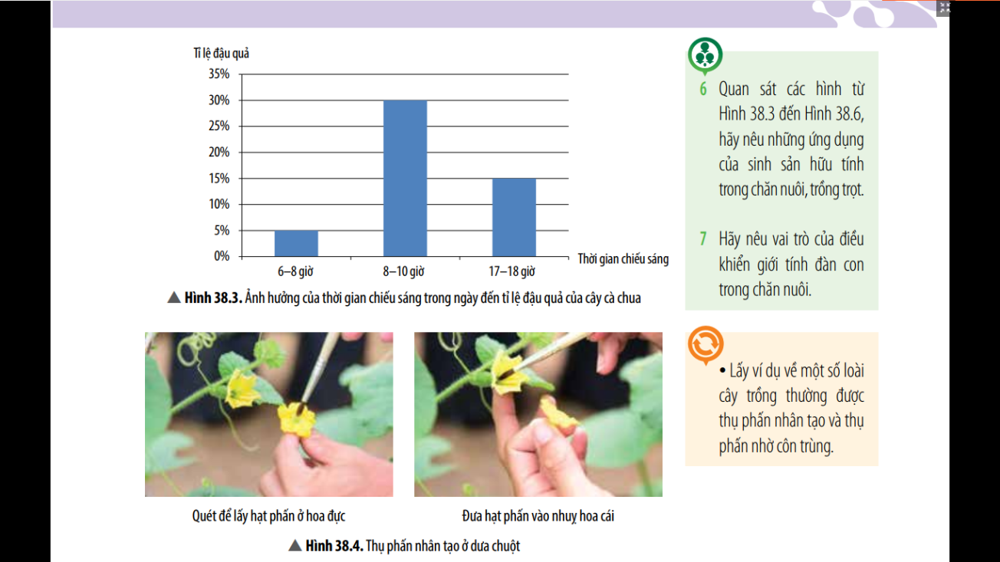 Tỉ lệ đậu quả
35%
30%
25%
20%
15%
10%
5%
0%
6–8 giờ
8–10 giờ
17–18 giờ
Thời gian chiếu sáng
▲ Hình 38.3. Ảnh hưởng của thời gian chiếu sáng trong ngày đến tỉ lệ đậu quả của cây cà chua
Quét để lấy hạt phấn ở hoa đực
Đưa hạt phấn vào nhuỵ hoa cái
▲ Hình 38.4. Thụ phấn nhân tạo ở dưa chuột
6 Quan sát các hình từ
Hình 38.3 đến Hình 38.6,
hãy nêu những ứng dụng
của sinh sản hữu tính
trong chăn nuôi, trồng trọt.
7 Hãy nêu vai trò của điều
khiển giới tính đàn con
trong chăn nuôi.
• Lấy ví dụ về một số loài
cây trồng thường được
thụ phấn nhân tạo và thụ
phấn nhờ côn trùng.